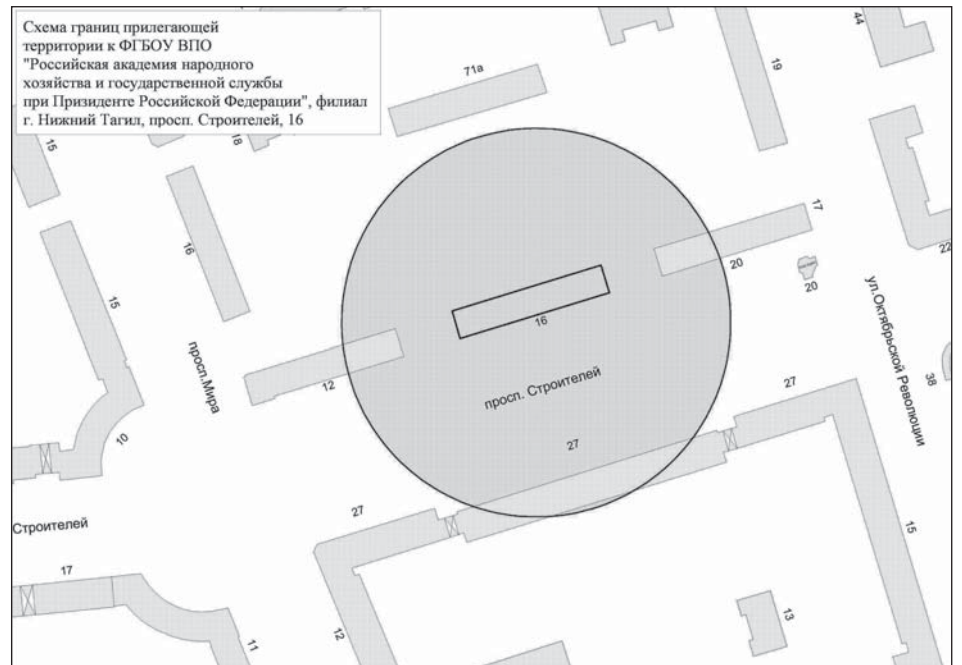 Схема границ прилегающей
территории к ФГБОУ ВПО
"Российская академия народного
хозяйства и государственной службы
при Президенте Российской Федерации", филиал
г. Нижний Тагил, просп. Строителей, 16
44
19
71а
18
15
17
16
20
22
20
15
16
ул.Октябрьской Революции
просп.Мира
12
просп. Строителей
27
38
10
27
27
Строителей
15
17
13
12
11